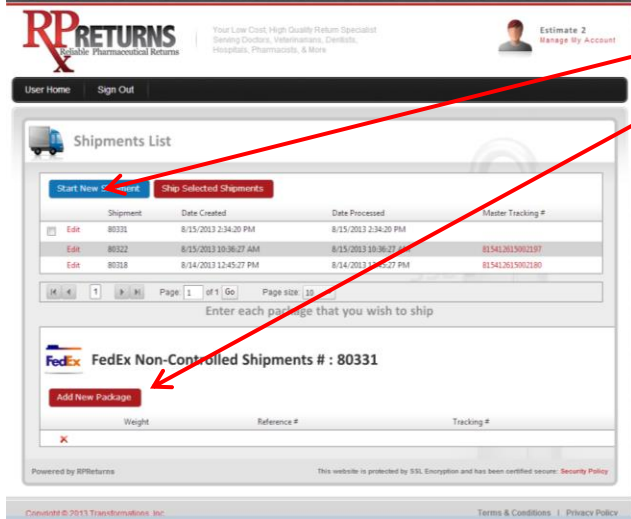 RPRETURNS
Reliable Pharmaceutical Returns
Your Low Cost, High Quality Return Specialist
Serving Doctors, Veterinarians, Dentists,
Hospitals, Pharmacists, & More
Estimate 2
Manage My Account
User Home Sign Out
Shipments List
Start New Shipment Ship Selected Shipments
Shipment Date Created Date Processed Master Tracking #
Edit 80331 8/15/2013 2:34:20 PM 8/15/2013 2:34:20 PM
Edit 80322 8/15/2013 10:36:27 AM 8/15/2013 10:36:27 AM 815412615002197
Edit 80318 8/14/2013 12:45:27 PM 8/14/2013 12:45:27 PM 815412615002180
1 Page: 1 of 1 Go Page size: 10
Enter each package that you wish to ship
FedEx FedEx Non-Controlled Shipments # : 80331
Add New Package
Weight Reference # Tracking #
Powered by RPReturns This website is protected by SSL Encryption and has been certified secure: Security Policy
Copyright © 2013 Transformations, Inc. Terms & Conditions | Privacy Policy